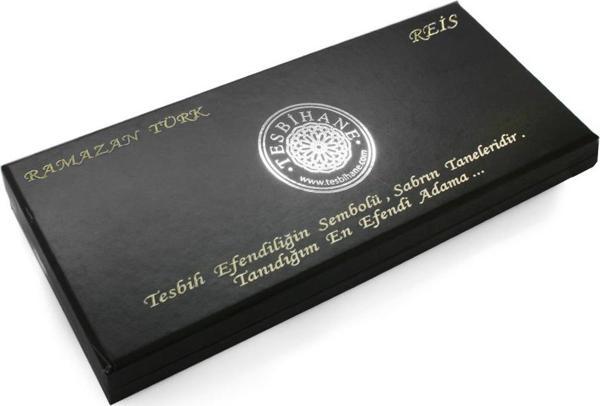 RAMAZAN TÜRK
REİS
• TESBİHANE •
www.tesbihane.com
Tesbih Efendiliğin Sembolü , Sabrın Taneleridir .
Tanıdığım En Efendi Adama ...